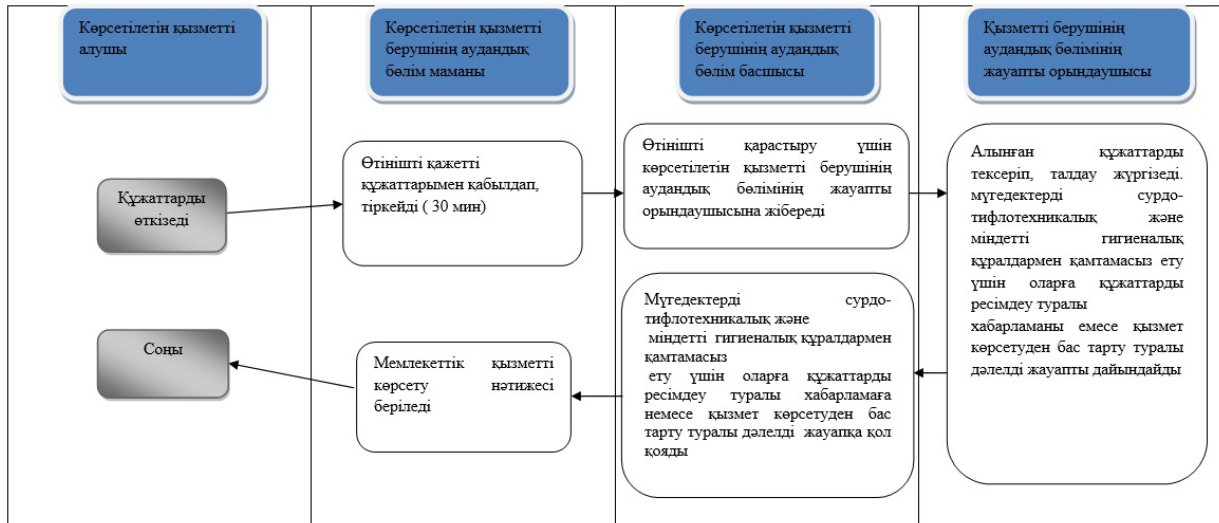 Көрсетілетін қызметті
алушы
Көрсетілетін қызметті
берушінің аудандық
бөлім маманы
Көрсетілетін қызметті
берушінің аудандық
бөлім басшысы
Қызметті берушінің
аудандық бөлімінің
жауапты орындаушысы
Құжаттарды
өткізеді
Өтінішті қажетті
құжаттарымен қабылдап,
тіркейді ( 30 мин)
Өтінішті қарастыру үшін
көрсетілетін қызметті берушінің
аудандық бөлімінің жауапты
орындаушысына жібереді
Алынған құжаттарды
тексеріп, талдау жүргізеді.
мүгедектерді сурдо-
тифлотехникалық және
міндетті гигиеналық
құралдармен қамтамасыз ету
үшін оларға құжаттарды
ресімдеу туралы
хабарламаны емесе қызмет
көрсетуден бас тарту туралы
дәлелді жауапты дайындайды
Мүгедектерді сурдо-
тифлотехникалық және
міндетті гигиеналық құралдармен
қамтамасыз
ету үшін оларға құжаттарды
ресімдеу туралы хабарламаға
немесе қызмет көрсетуден бас
тарту туралы дәлелді жауапқа қол
қояды
Мемлекеттік қызметті
көрсету нәтижесі
беріледі
Соңы